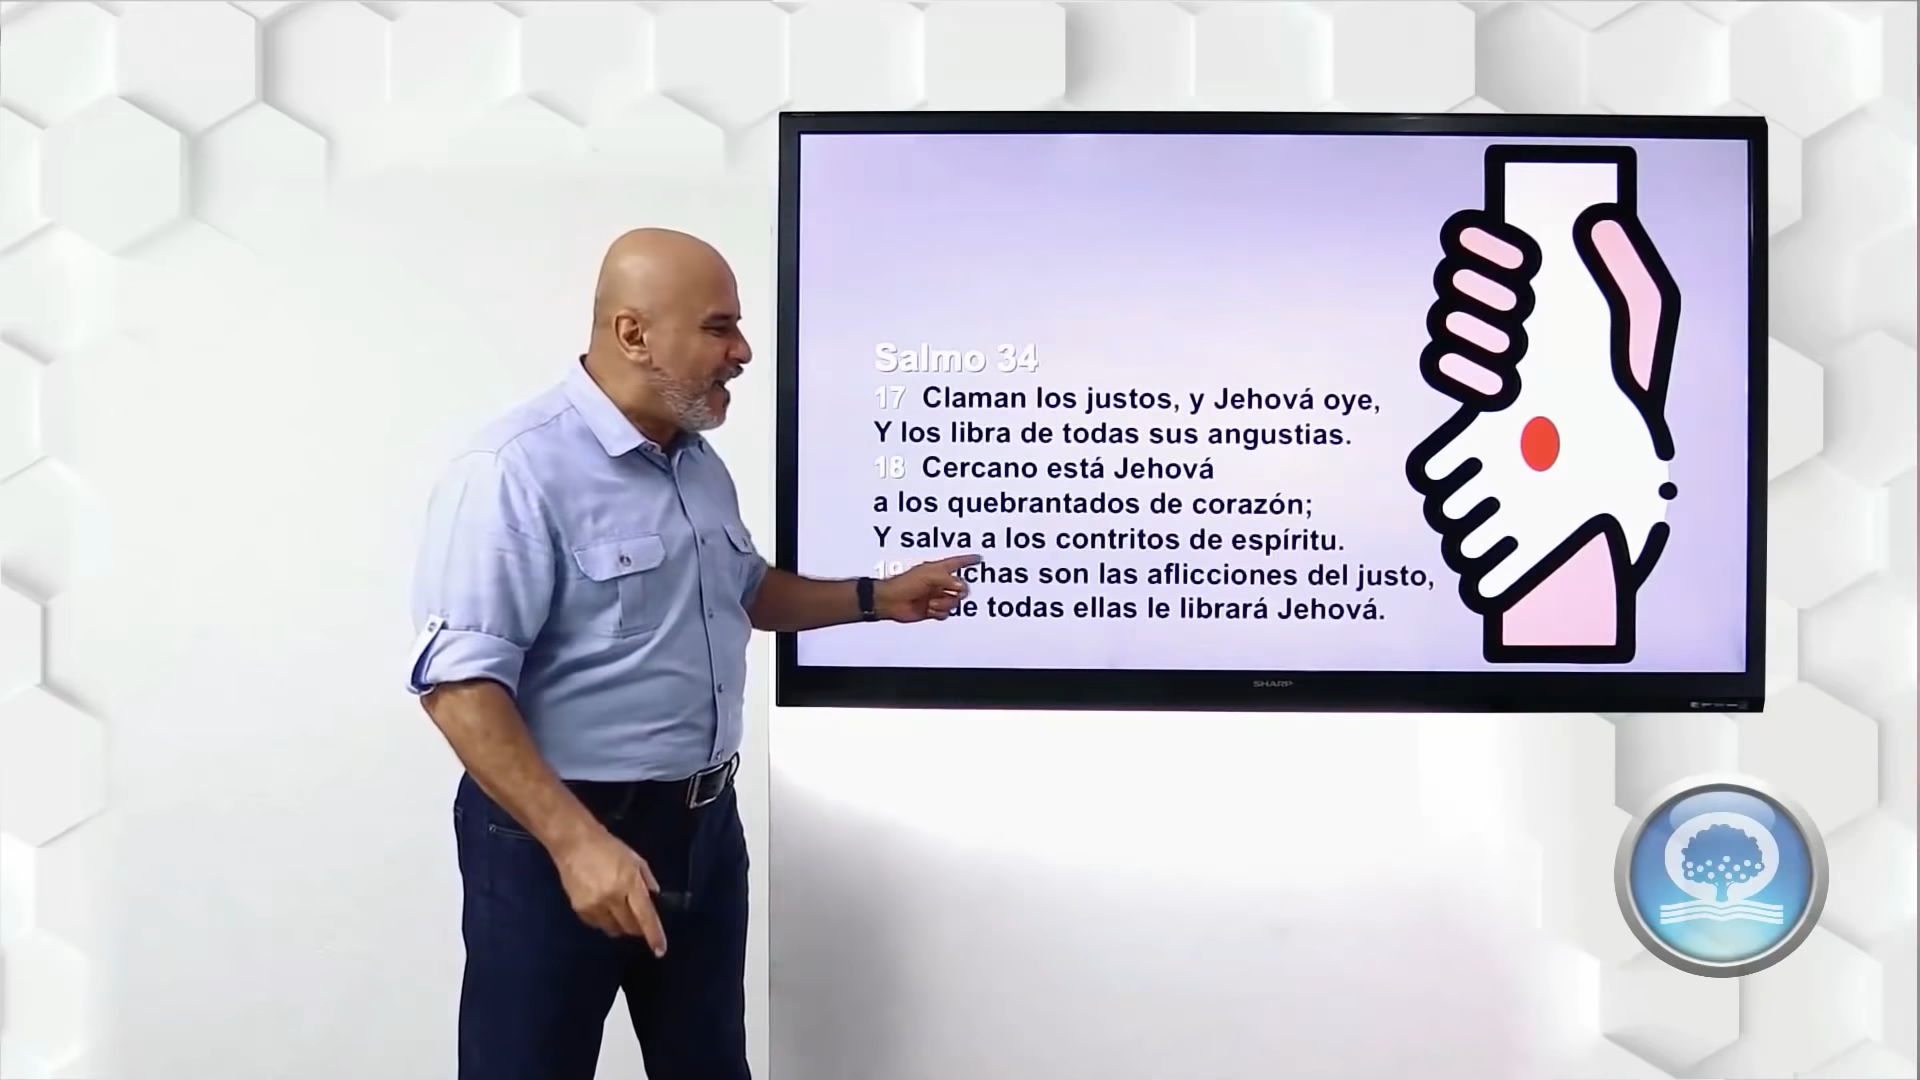 Salmo 34
17 Claman los justos, y Jehová oye,
Y los libra de todas sus angustias.
18 Cercano está Jehová
a los quebrantados de corazón;
Y salva a los contritos de espíritu.
son las aflicciones del justo,
de todas ellas le librará Jehová.
SHARP